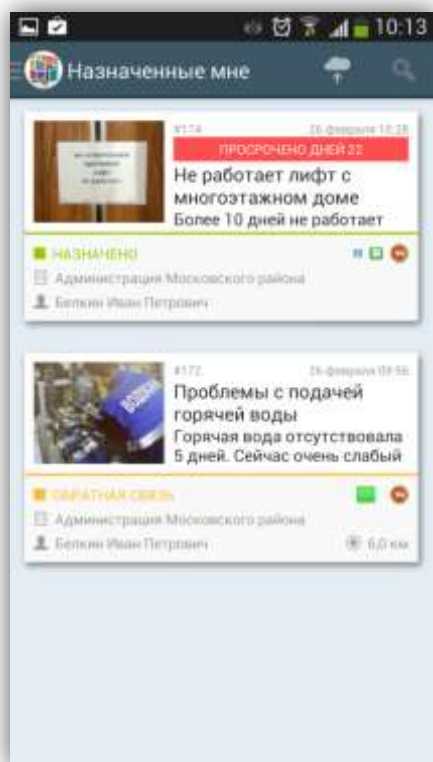 10:13
Назначенные мне
#174 26 февраля 10:28
ПРОСРОЧЕНО ДНЕЙ 22
Не работает лифт с
многоэтажном доме
Более 10 дней не работает
НАЗНАЧЕНО
Администрация Московского района
Белкин Иван Петрович
#172 26 февраля 09:56
Проблемы с подачей
горячей воды
Горячая вода отсутствовала
5 дней. Сейчас очень слабый
ОБРАТНАЯ СВЯЗЬ
Администрация Московского района
Белкин Иван Петрович 6,0 км